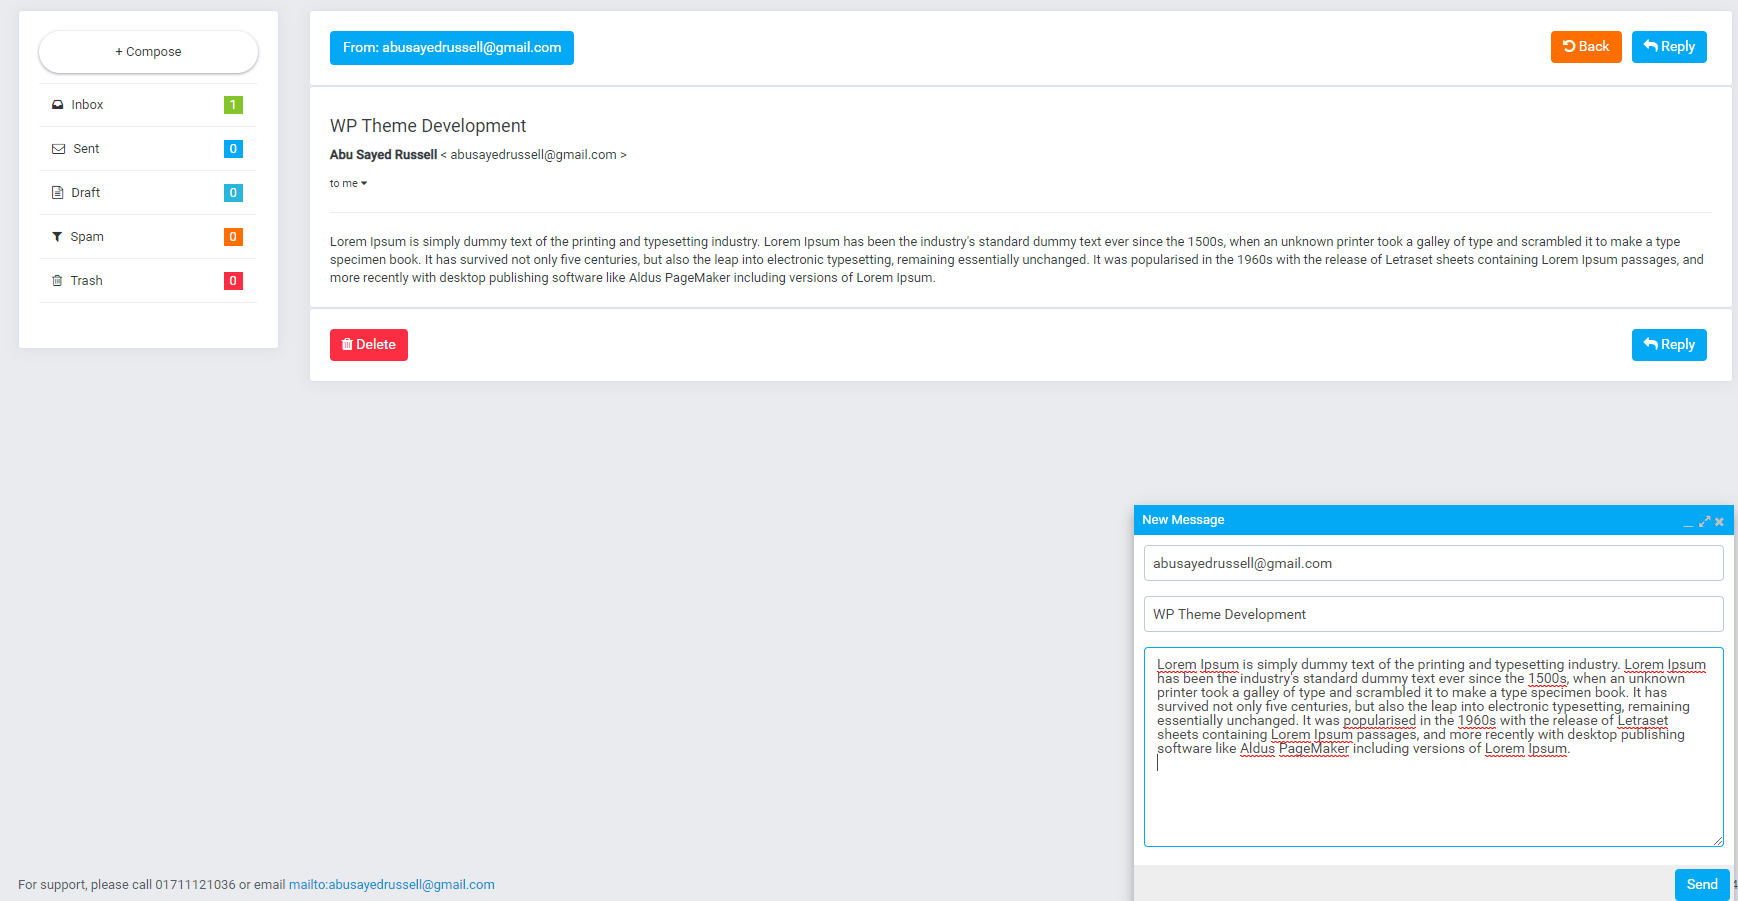 + Compose
Inbox 1
Sent 0
Draft 0
Spam 0
Trash 0
From: abusayedrussell@gmail.com
Back
Reply
WP Theme Development
Abu Sayed Russell < abusayedrussell@gmail.com >
to me
Lorem Ipsum is simply dummy text of the printing and typesetting industry. Lorem Ipsum has been the industry's standard dummy text ever since the 1500s, when an unknown printer took a galley of type and scrambled it to make a type
specimen book. It has survived not only five centuries, but also the leap into electronic typesetting, remaining essentially unchanged. It was popularised in the 1960s with the release of Letraset sheets containing Lorem Ipsum passages, and
more recently with desktop publishing software like Aldus PageMaker including versions of Lorem Ipsum.
Delete
Reply
New Message
abusayedrussell@gmail.com
WP Theme Development
Lorem Ipsum is simply dummy text of the printing and typesetting industry. Lorem Ipsum
has been the industry's standard dummy text ever since the 1500s, when an unknown
printer took a galley of type and scrambled it to make a type specimen book. It has
survived not only five centuries, but also the leap into electronic typesetting, remaining
essentially unchanged. It was popularised in the 1960s with the release of Letraset
sheets containing Lorem Ipsum passages, and more recently with desktop publishing
software like Aldus PageMaker including versions of Lorem Ipsum.
Send
For support, please call 01711121036 or email mailto:abusayedrussell@gmail.com